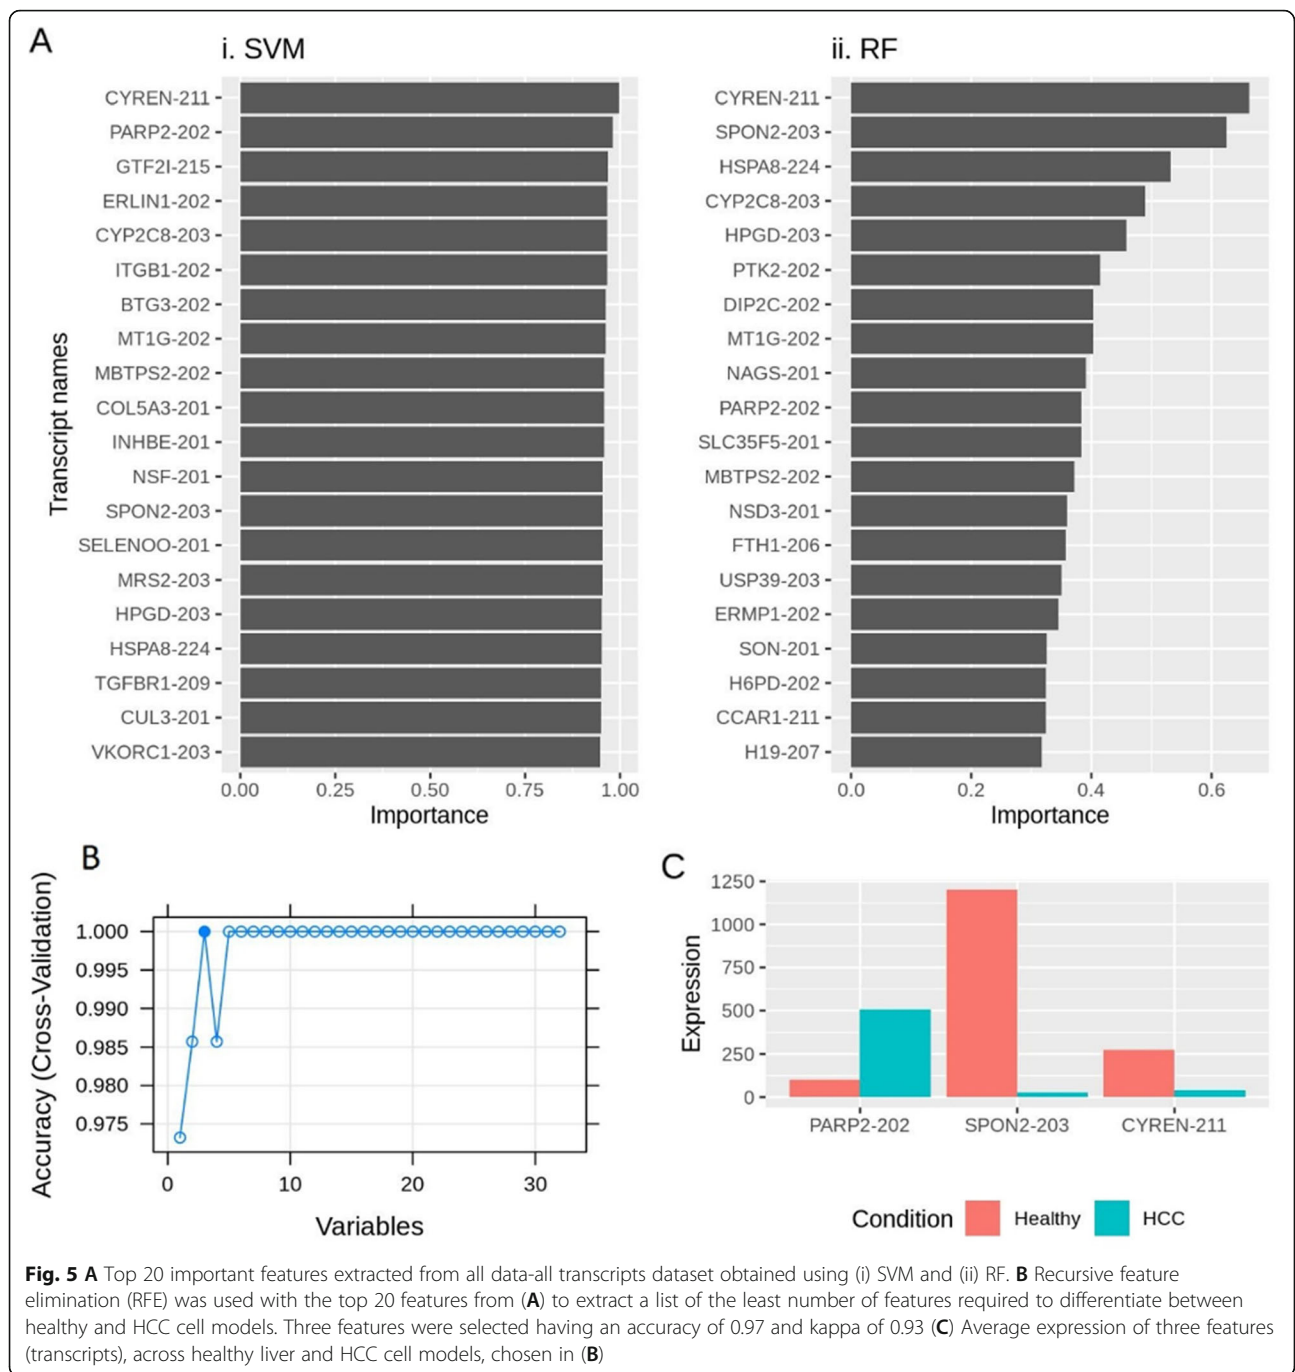 A
i. SVM
ii. RF
Transcript names
CYREN-211
PARP2-202
GTF2I-215
ERLIN1-202
CYP2C8-203
ITGB1-202
BTG3-202
MT1G-202
MBTPS2-202
COL5A3-201
INHBE-201
NSF-201
SPON2-203
SELENOO-201
MRS2-203
HPGD-203
HSPA8-224
TGFBR1-209
CUL3-201
VKORC1-203
0.00 0.25 0.50 0.75 1.00
Importance
CYREN-211
SPON2-203
HSPA8-224
CYP2C8-203
HPGD-203
PTK2-202
DIP2C-202
MT1G-202
NAGS-201
PARP2-202
SLC35F5-201
MBTPS2-202
NSD3-201
FTH1-206
USP39-203
ERMP1-202
SON-201
H6PD-202
CCAR1-211
H19-207
0.0 0.2 0.4 0.6
Importance
B
Accuracy (Cross-Validation)
1.000
0.995
0.990
0.985
0.980
0.975
0 10 20 30
Variables
C
Expression
1250
1000
750
500
250
0
PARP2-202 SPON2-203 CYREN-211
Condition Healthy HCC
Fig. 5 A Top 20 important features extracted from all data-all transcripts dataset obtained using (i) SVM and (ii) RF. B Recursive feature
elimination (RFE) was used with the top 20 features from (A) to extract a list of the least number of features required to differentiate between
healthy and HCC cell models. Three features were selected having an accuracy of 0.97 and kappa of 0.93 (C) Average expression of three features
(transcripts), across healthy liver and HCC cell models, chosen in (B)